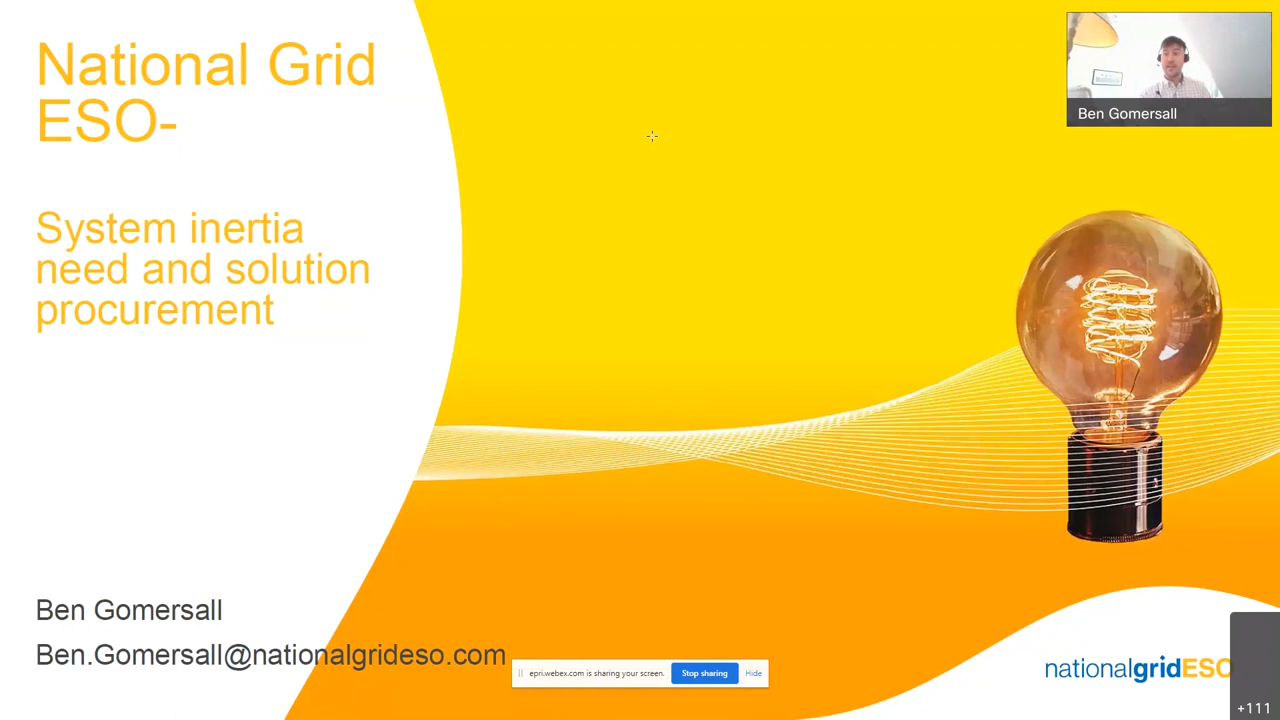 National Grid
ESO-
Ben Gomersall
System inertia
need and solution
procurement
Ben Gomersall
Ben.Gomersall@nationalgrideso.com
epri.webex.com is sharing your screen.
Stop sharing
Hide
nationalgridESO
+111